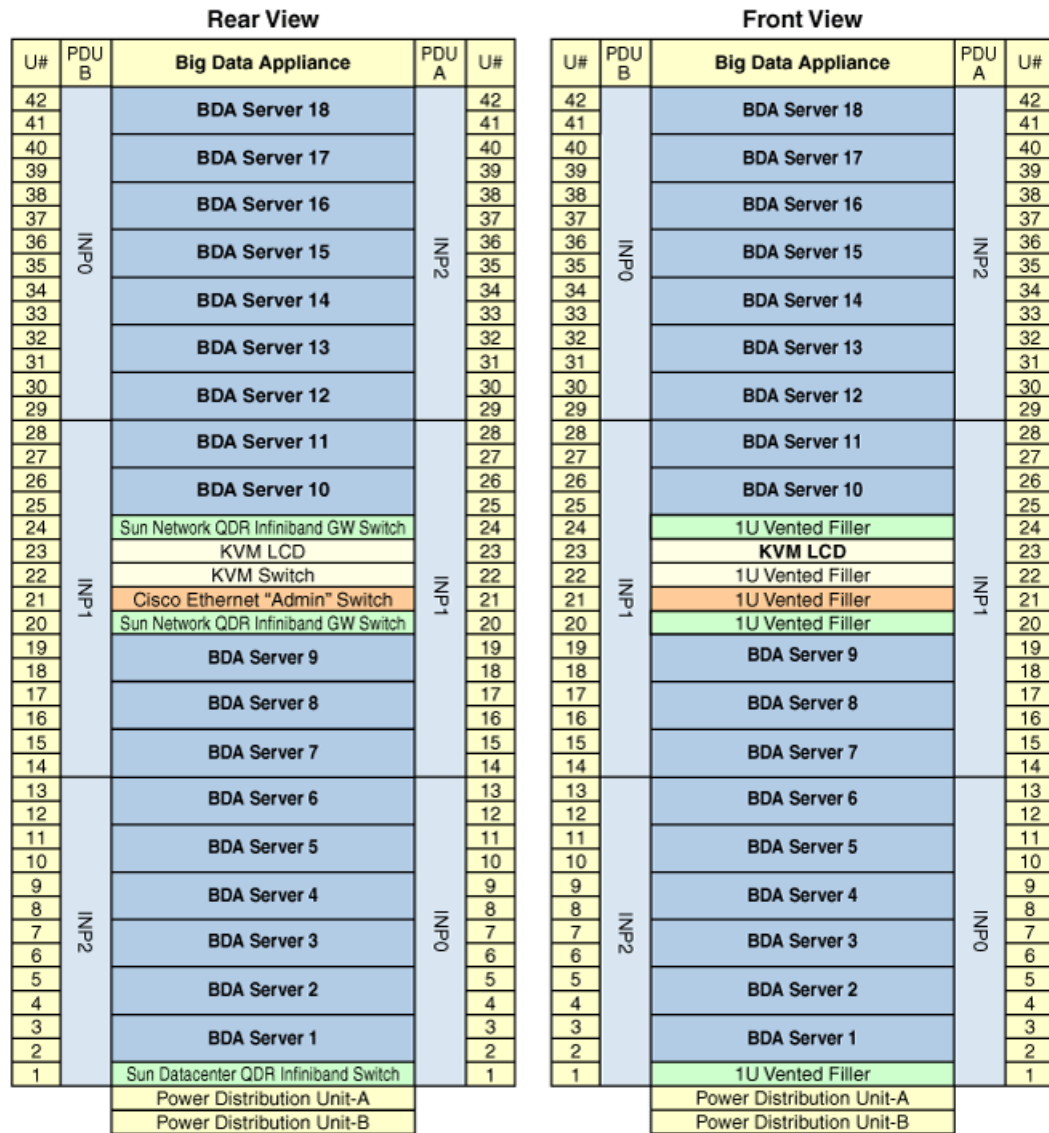 Rear View
U# PDU B Big Data Appliance PDU A U#
42 BDA Server 18 42
41 41
40 BDA Server 17 40
39 39
38 BDA Server 16 38
37 37
36 BDA Server 15 36
35 35
INP0 INP2
34 BDA Server 14 34
33 33
32 BDA Server 13 32
31 31
30 BDA Server 12 30
29 29
28 BDA Server 11 28
27 27
26 BDA Server 10 26
25 25
24 Sun Network QDR Infiniband GW Switch 24
23 KVM LCD 23
22 KVM Switch 22
INP1 INP1
21 Cisco Ethernet "Admin" Switch 21
20 Sun Network QDR Infiniband GW Switch 20
19 BDA Server 9 19
18 18
17 BDA Server 8 17
16 16
15 BDA Server 7 15
14 14
13 BDA Server 6 13
12 12
11 BDA Server 5 11
10 10
9 BDA Server 4 9
8 8
INP2 INP0
7 BDA Server 3 7
6 6
5 BDA Server 2 5
4 4
3 BDA Server 1 3
2 2
1 Sun Datacenter QDR Infiniband Switch 1
Power Distribution Unit-A
Power Distribution Unit-B
Front View
U# PDU B Big Data Appliance PDU A U#
42 BDA Server 18 42
41 41
40 BDA Server 17 40
39 39
38 BDA Server 16 38
37 37
36 BDA Server 15 36
35 35
INP0 INP2
34 BDA Server 14 34
33 33
32 BDA Server 13 32
31 31
30 BDA Server 12 30
29 29
28 BDA Server 11 28
27 27
26 BDA Server 10 26
25 25
24 1U Vented Filler 24
23 KVM LCD 23
22 1U Vented Filler 22
INP1 INP1
21 1U Vented Filler 21
20 1U Vented Filler 20
19 BDA Server 9 19
18 18
17 BDA Server 8 17
16 16
15 BDA Server 7 15
14 14
13 BDA Server 6 13
12 12
11 BDA Server 5 11
10 10
9 BDA Server 4 9
8 8
INP2 INP0
7 BDA Server 3 7
6 6
5 BDA Server 2 5
4 4
3 BDA Server 1 3
2 2
1 1U Vented Filler 1
Power Distribution Unit-A
Power Distribution Unit-B